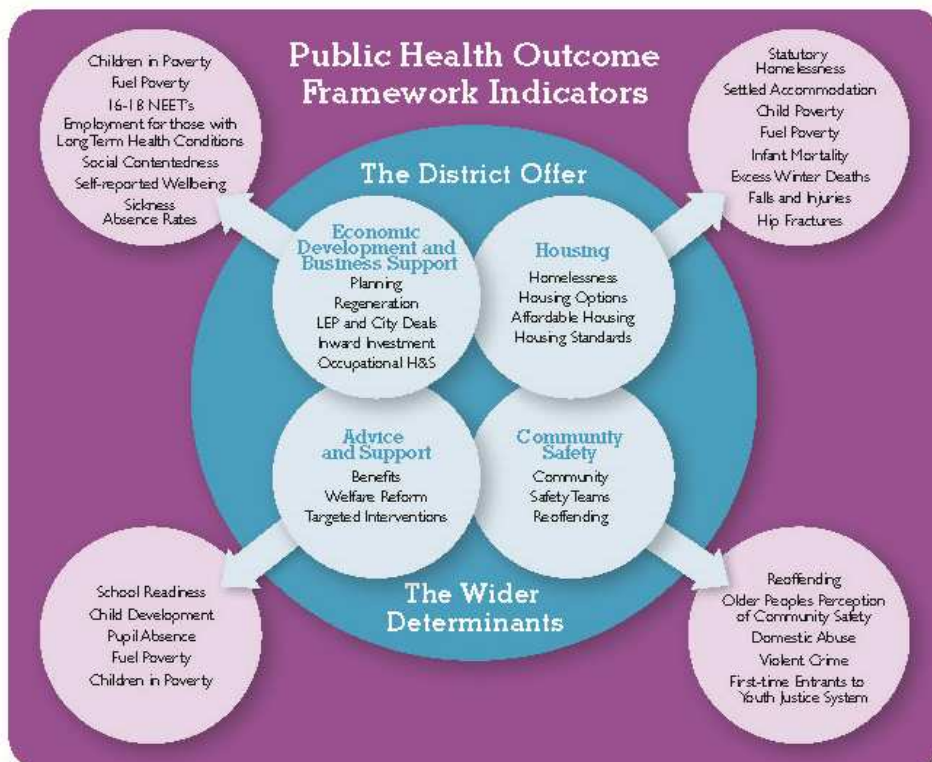 Public Health Outcome
Framework Indicators
Children in Poverty
Fuel Poverty
16-18 NEET's
Employment for those with
Long Term Health Conditions
Social Contentedness
Self-reported Wellbeing
Sickness
Absence Rates
Statutory
Homelessness
Settled Accommodation
Child Poverty
Fuel Poverty
Infant Mortality
Excess Winter Deaths
Falls and Injuries
Hip Fractures
The District Offer
Economic
Development and
Business Support
Planning
Regeneration
LEP and City Deals
Inward Investment
Occupational H&S
Housing
Homelessness
Housing Options
Affordable Housing
Housing Standards
Advice
and Support
Benefits
Welfare Reform
Targeted Interventions
Community
Safety
Community
Safety Teams
Reoffending
The Wider
Determinants
School Readiness
Child Development
Pupil Absence
Fuel Poverty
Children in Poverty
Reoffending
Older Peoples Perception
of Community Safety
Domestic Abuse
Violent Crime
First-time Entrants to
Youth Justice System